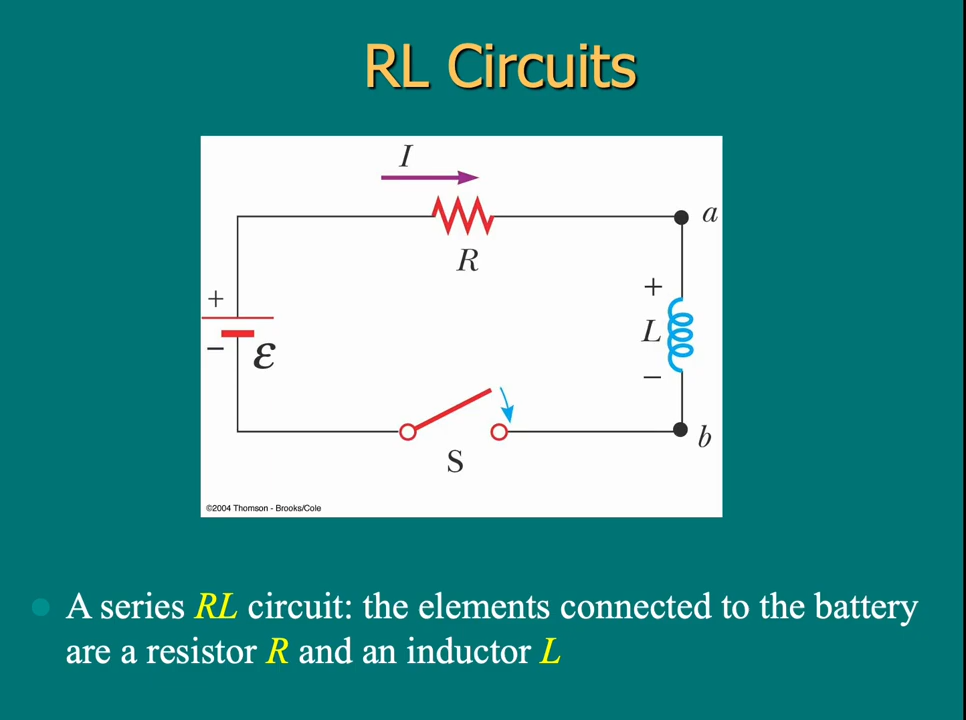 RL Circuits
I
R
a
+
+
L
−
ε
−
b
S
©2004 Thomson - Brooks/Cole
A series RL circuit: the elements connected to the battery
are a resistor R and an inductor L